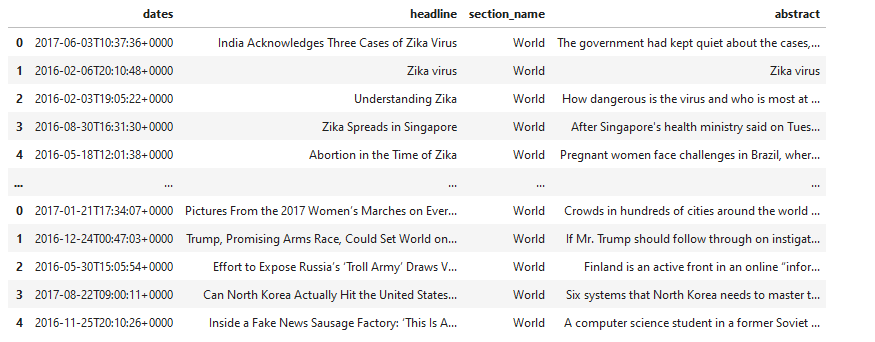 dates headline section_name abstract
0 2017-06-03T10:37:36+0000 India Acknowledges Three Cases of Zika Virus World The government had kept quiet about the cases,...
1 2016-02-06T20:10:48+0000 Zika virus World Zika virus
2 2016-02-03T19:05:22+0000 Understanding Zika World How dangerous is the virus and who is most at ...
3 2016-08-30T16:31:30+0000 Zika Spreads in Singapore World After Singapore's health ministry said on Tues...
4 2016-05-18T12:01:38+0000 Abortion in the Time of Zika World Pregnant women face challenges in Brazil, wher...
... ... ... ... ...
0 2017-01-21T17:34:07+0000 Pictures From the 2017 Women’s Marches on Ever... World Crowds in hundreds of cities around the world ...
1 2016-12-24T00:47:03+0000 Trump, Promising Arms Race, Could Set World on... World If Mr. Trump should follow through on instigat...
2 2016-05-30T15:05:54+0000 Effort to Expose Russia’s ‘Troll Army’ Draws V... World Finland is an active front in an online “infor...
3 2017-08-22T09:00:11+0000 Can North Korea Actually Hit the United States... World Six systems that North Korea needs to master t...
4 2016-11-25T20:10:26+0000 Inside a Fake News Sausage Factory: ‘This Is A... World A computer science student in a former Soviet ...